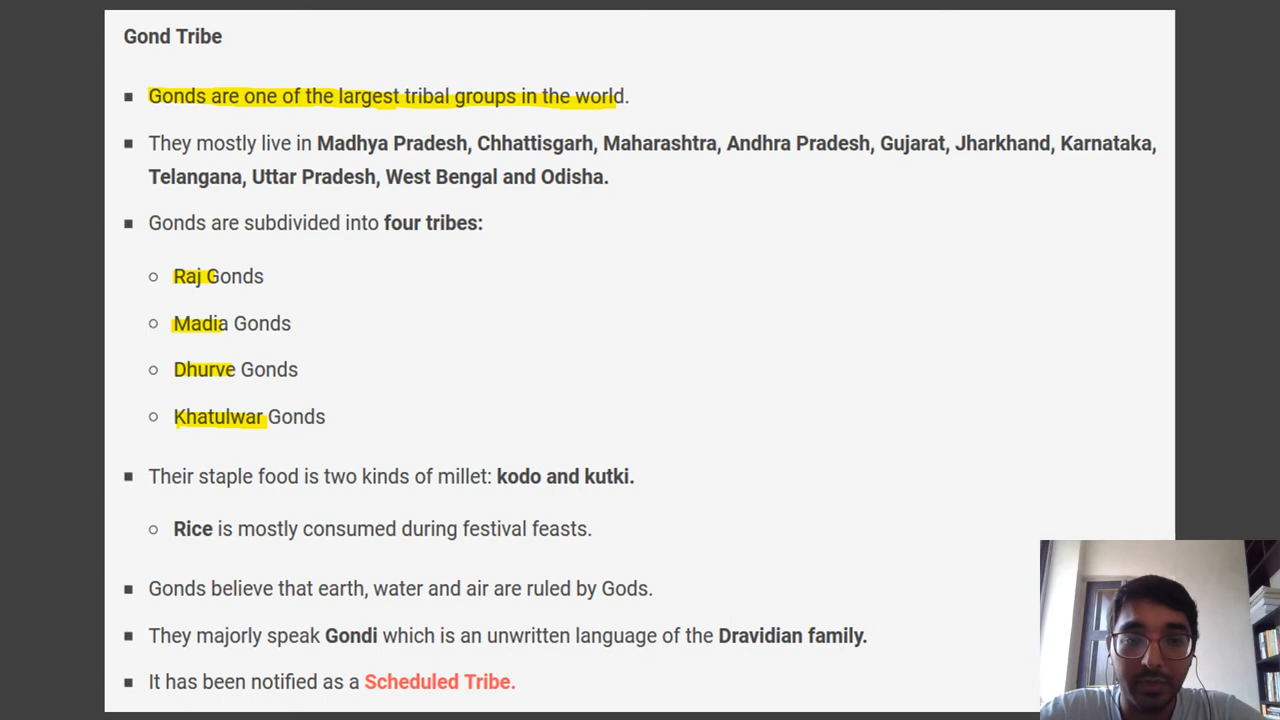 Gond Tribe
Gonds are one of the largest tribal groups in the world.
They mostly live in Madhya Pradesh, Chhattisgarh, Maharashtra, Andhra Pradesh, Gujarat, Jharkhand, Karnataka,
Telangana, Uttar Pradesh, West Bengal and Odisha.
Gonds are subdivided into four tribes:
Raj Gonds
Madia Gonds
Dhurve Gonds
Khatulwar Gonds
Their staple food is two kinds of millet: kodo and kutki.
Rice is mostly consumed during festival feasts.
Gonds believe that earth, water and air are ruled by Gods.
They majorly speak Gondi which is an unwritten language of the Dravidian family.
It has been notified as a Scheduled Tribe.